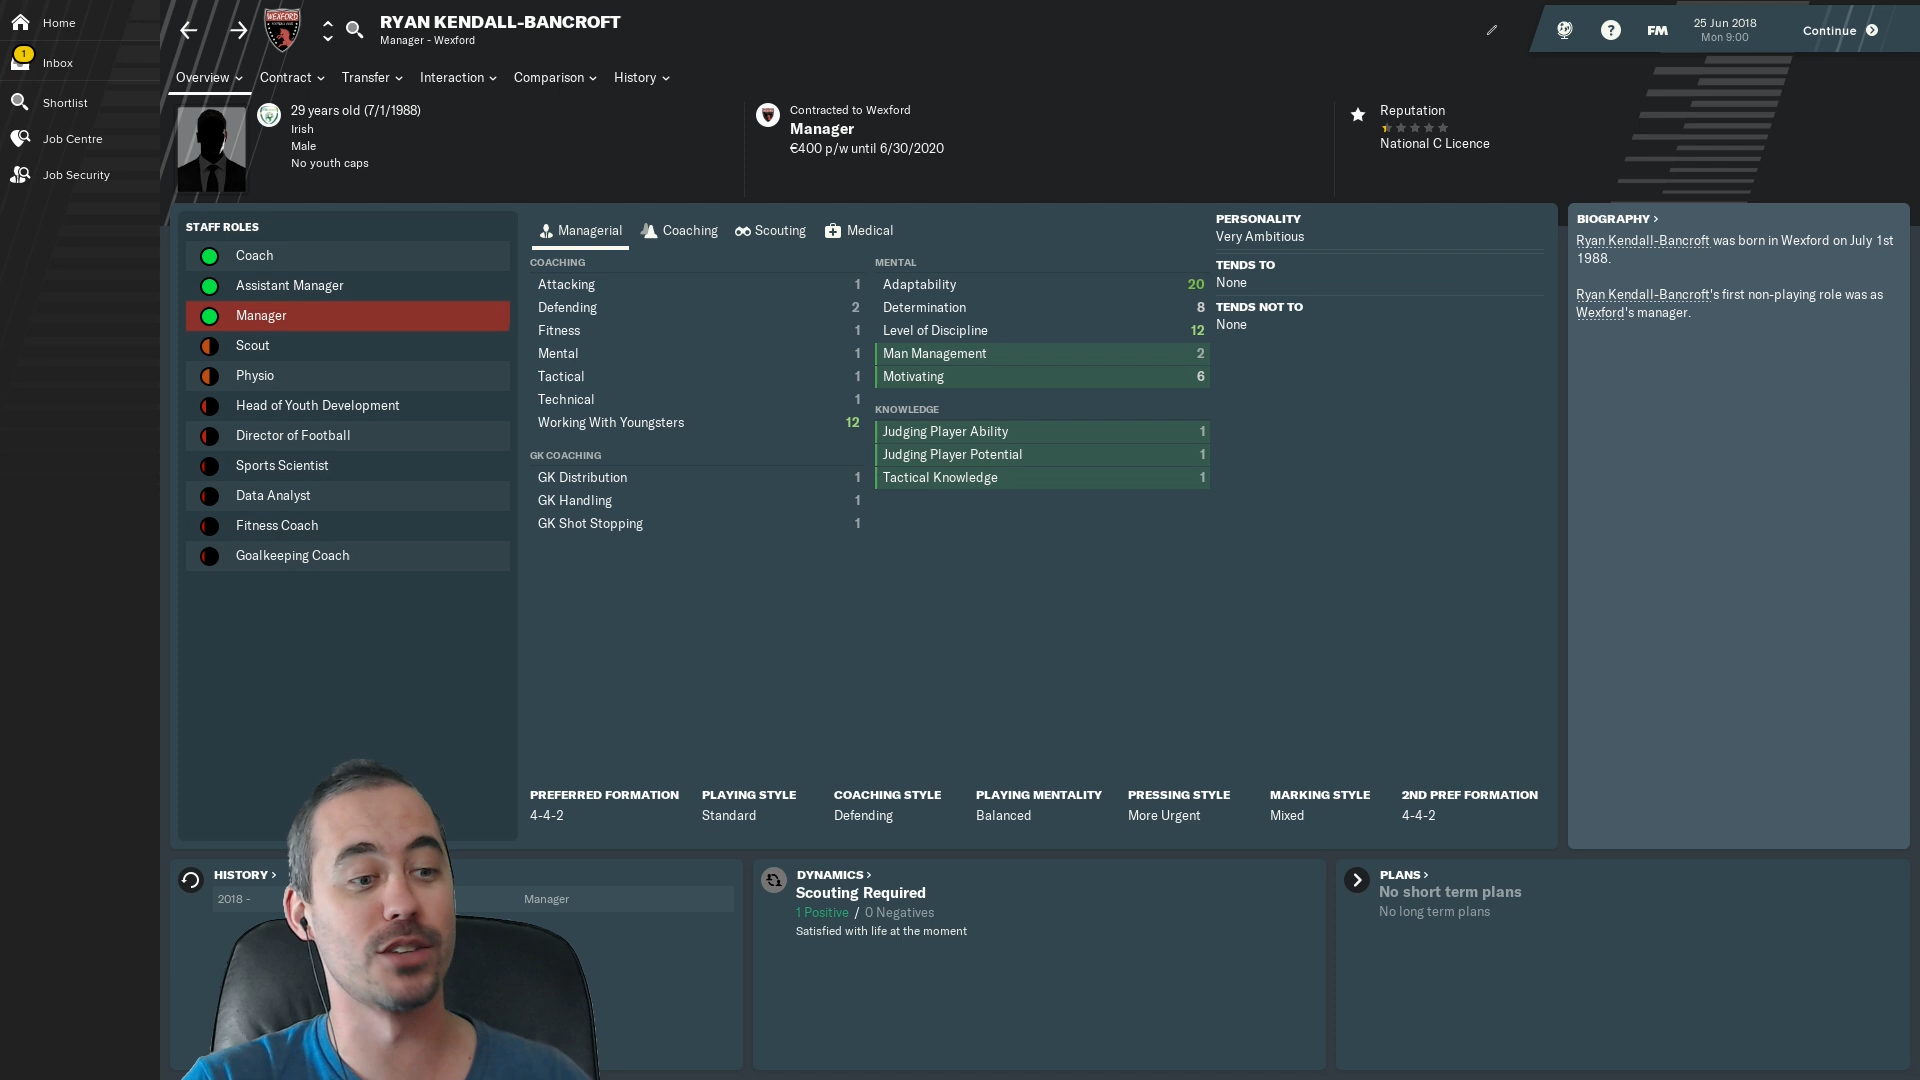 Home
1
Inbox
Shortlist
Job Centre
Job Security
WEXFORD
RYAN KENDALL-BANCROFT
Manager - Wexford
FM
25 Jun 2018
Mon 9:00
Continue
Overview
Contract
Transfer
Interaction
Comparison
History
29 years old (7/1/1988)
Irish
Male
No youth caps
Contracted to Wexford
Manager
€400 p/w until 6/30/2020
Reputation
National C Licence
STAFF ROLES
Coach
Assistant Manager
Manager
Scout
Physio
Head of Youth Development
Director of Football
Sports Scientist
Data Analyst
Fitness Coach
Goalkeeping Coach
Managerial
Coaching
Scouting
Medical
COACHING
Attacking 1
Defending 2
Fitness 1
Mental 1
Tactical 1
Technical 1
Working With Youngsters 12
GK COACHING
GK Distribution 1
GK Handling 1
GK Shot Stopping 1
MENTAL
Adaptability 20
Determination 8
Level of Discipline 12
Man Management 2
Motivating 6
KNOWLEDGE
Judging Player Ability 1
Judging Player Potential 1
Tactical Knowledge 1
PERSONALITY
Very Ambitious
TENDS TO
None
TENDS NOT TO
None
PREFERRED FORMATION
4-4-2
PLAYING STYLE
Standard
COACHING STYLE
Defending
PLAYING MENTALITY
Balanced
PRESSING STYLE
More Urgent
MARKING STYLE
Mixed
2ND PREF FORMATION
4-4-2
BIOGRAPHY >
Ryan Kendall-Bancroft was born in Wexford on July 1st
1988.
Ryan Kendall-Bancroft's first non-playing role was as
Wexford's manager.
HISTORY >
2018 -
Manager
DYNAMICS >
Scouting Required
1 Positive / 0 Negatives
Satisfied with life at the moment
PLANS >
No short term plans
No long term plans